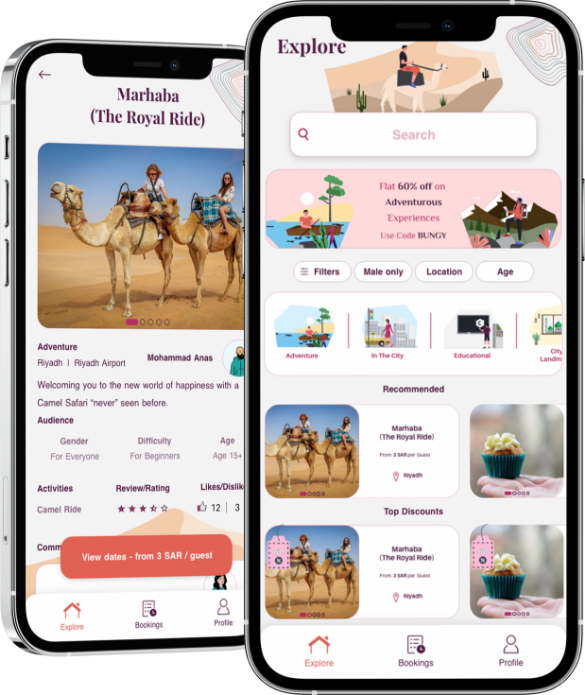 Marhaba
(The Royal Ride)
Adventure
Riyadh | Riyadh Airport
Mohammad Anas
Welcoming you to the new world of happiness with a
Camel Safari “never” seen before.
Audience
Gender
Difficulty
Age
For Everyone
For Beginners
Age 15+
Activities
Review/Rating
Likes/Dislik
Camel Ride
12 | 3
Comm
View dates - from 3 SAR / guest
Explore
Bookings
Profile
Explore
Search
Flat 60% off on
Adventurous
Experiences
Use Code BUNGY
Filters
Male only
Location
Age
Adventure
In The City
Educational
City
Landm
Recommended
Marhaba
(The Royal Ride)
From 3 SAR per Guest
Riyadh
Top Discounts
Marhaba
(The Royal Ride)
From 3 SAR per Guest
Riyadh
Explore
Bookings
Profile